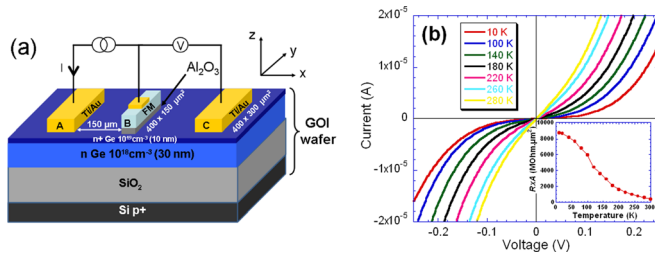 (a)
I
V
z
y
x
Al₂O₃
Ti/Au
FM
Ti/Au
A
150 µm
B
400 x 150 µm²
C
400 x 300 µm²
GOI
wafer
n+ Ge 10¹⁹cm⁻³ (10 nm)
n Ge 10¹⁸cm⁻³ (30 nm)
SiO₂
Si p+
(b)
2x10⁻⁵
1x10⁻⁵
0
-1x10⁻⁵
-2x10⁻⁵
Current (A)
10 K
100 K
140 K
180 K
220 K
260 K
280 K
-0.2
-0.1
0
0.1
0.2
Voltage (V)
10000
8000
6000
4000
2000
0
RxA (MOhm.µm²)
0 50 100 150 200 250 300
Temperature (K)